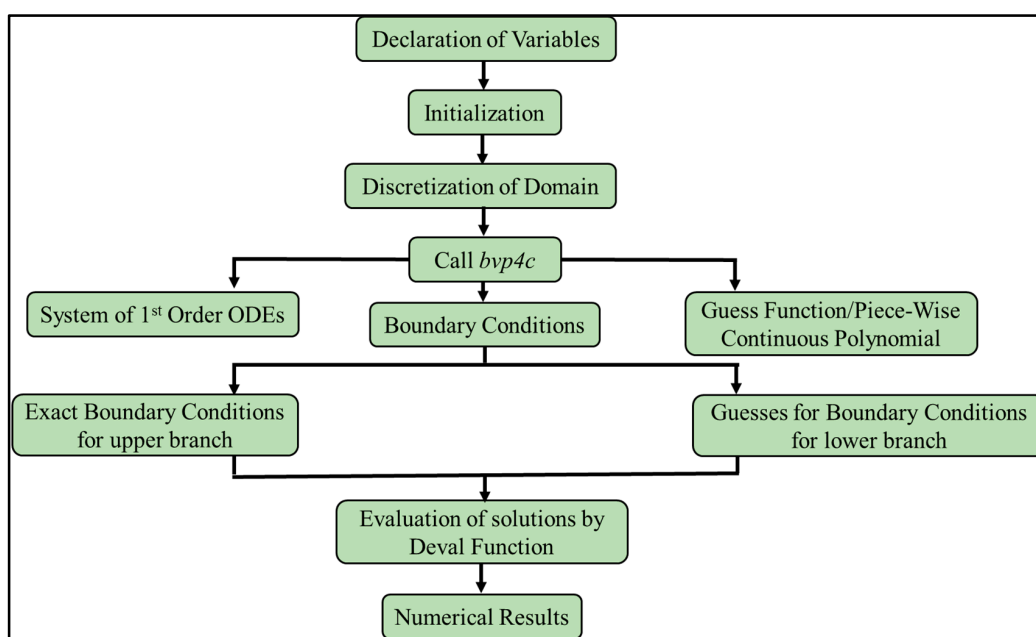 Declaration of Variables
Initialization
Discretization of Domain
Call bvp4c
System of 1st Order ODEs
Boundary Conditions
Guess Function/Piece-Wise
Continuous Polynomial
Exact Boundary Conditions
for upper branch
Guesses for Boundary Conditions
for lower branch
Evaluation of solutions by
Deval Function
Numerical Results